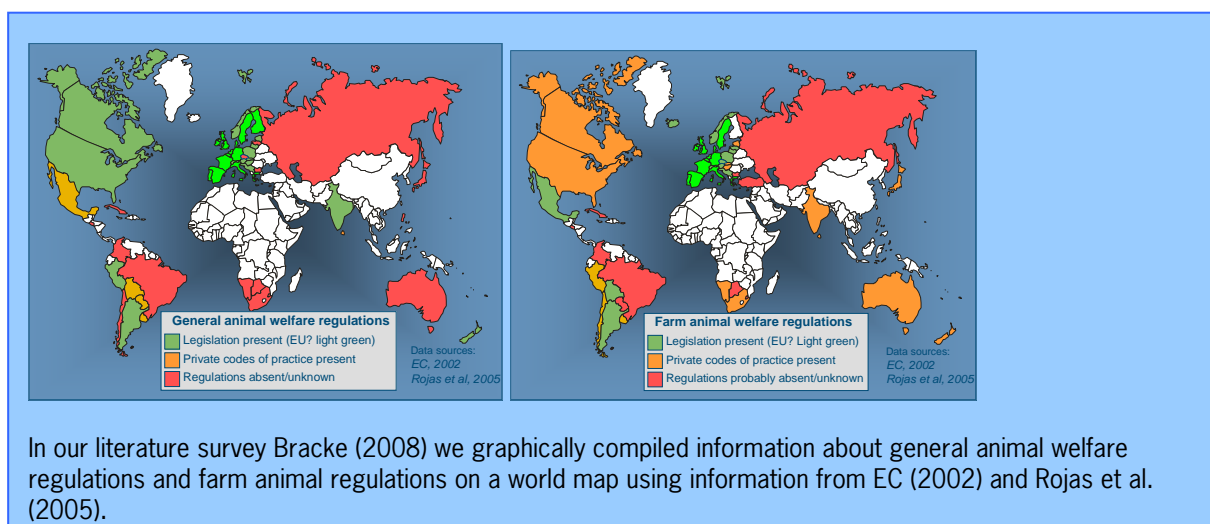 General animal welfare regulations
Legislation present (EU? light green)
Private codes of practice present
Regulations absent/unknown
Data sources:
EC, 2002
Rojas et al, 2005
Farm animal welfare regulations
Legislation present (EU? Light green)
Private codes of practice present
Regulations probably absent/unknown
Data sources:
EC, 2002
Rojas et al, 2005
In our literature survey Bracke (2008) we graphically compiled information about general animal welfare
regulations and farm animal regulations on a world map using information from EC (2002) and Rojas et al.
(2005).